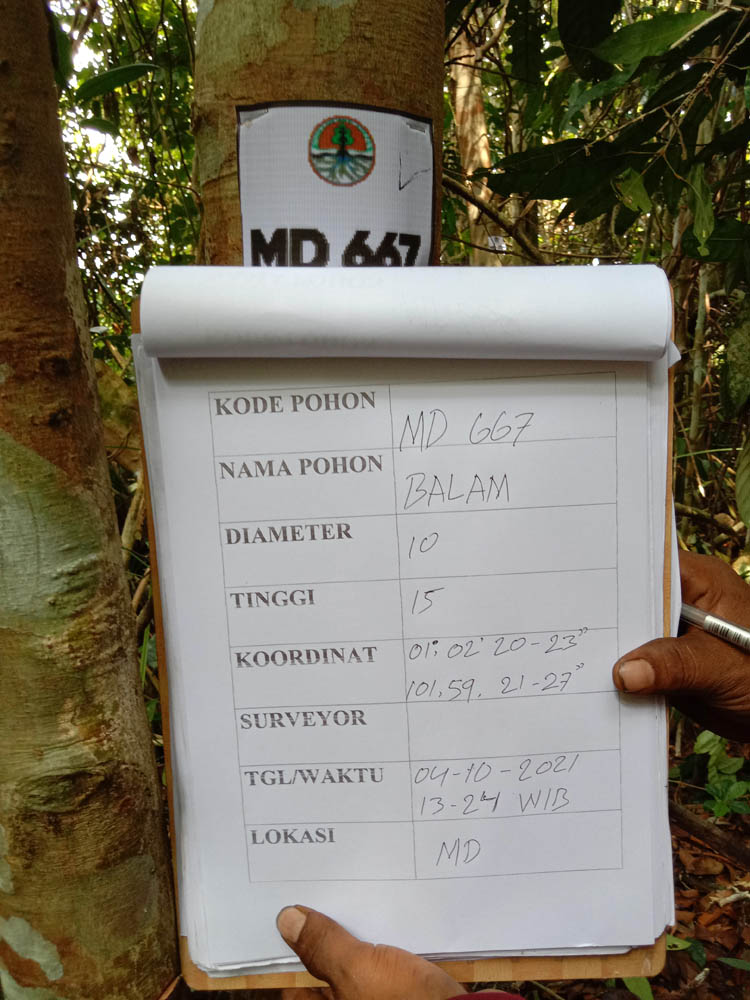 MD 667
KODE POHON
MD 667
NAMA POHON
BALAM
DIAMETER
10
TINGGI
15
KOORDINAT
01; 02' 20-23"
101,59. 21-27"
SURVEYOR
TGL/WAKTU
04-10-2021
13-24 WIB
LOKASI
MD